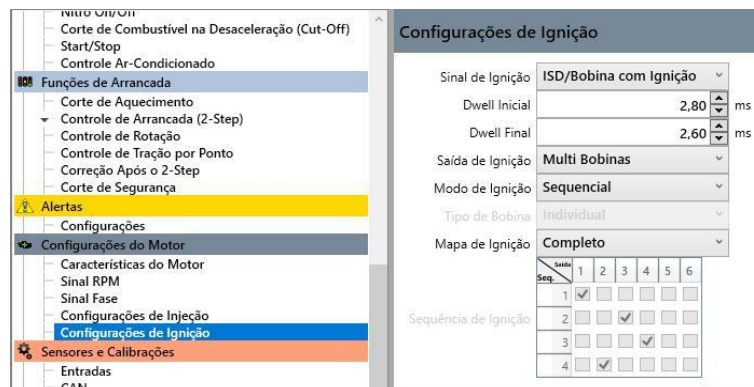 Nitro On/Off
Corte de Combustível na Desaceleração (Cut-Off)
Start/Stop
Controle Ar-Condicionado
Funções de Arrancada
Corte de Aquecimento
Controle de Arrancada (2-Step)
Controle de Rotação
Controle de Tração por Ponto
Correção Após o 2-Step
Corte de Segurança
Alertas
Configurações
Configurações do Motor
Características do Motor
Sinal RPM
Sinal Fase
Configurações de Injeção
Configurações de Ignição
Sensores e Calibrações
Entradas
CAN
Configurações de Ignição
Sinal de Ignição ISD/Bobina com Ignição
Dwell Inicial 2,80 ms
Dwell Final 2,60 ms
Saída de Ignição Multi Bobinas
Modo de Ignição Sequencial
Tipo de Bobina Individual
Mapa de Ignição Completo
Saída 1 2 3 4 5 6
Seq.
1
Sequência de Ignição 2
3
4